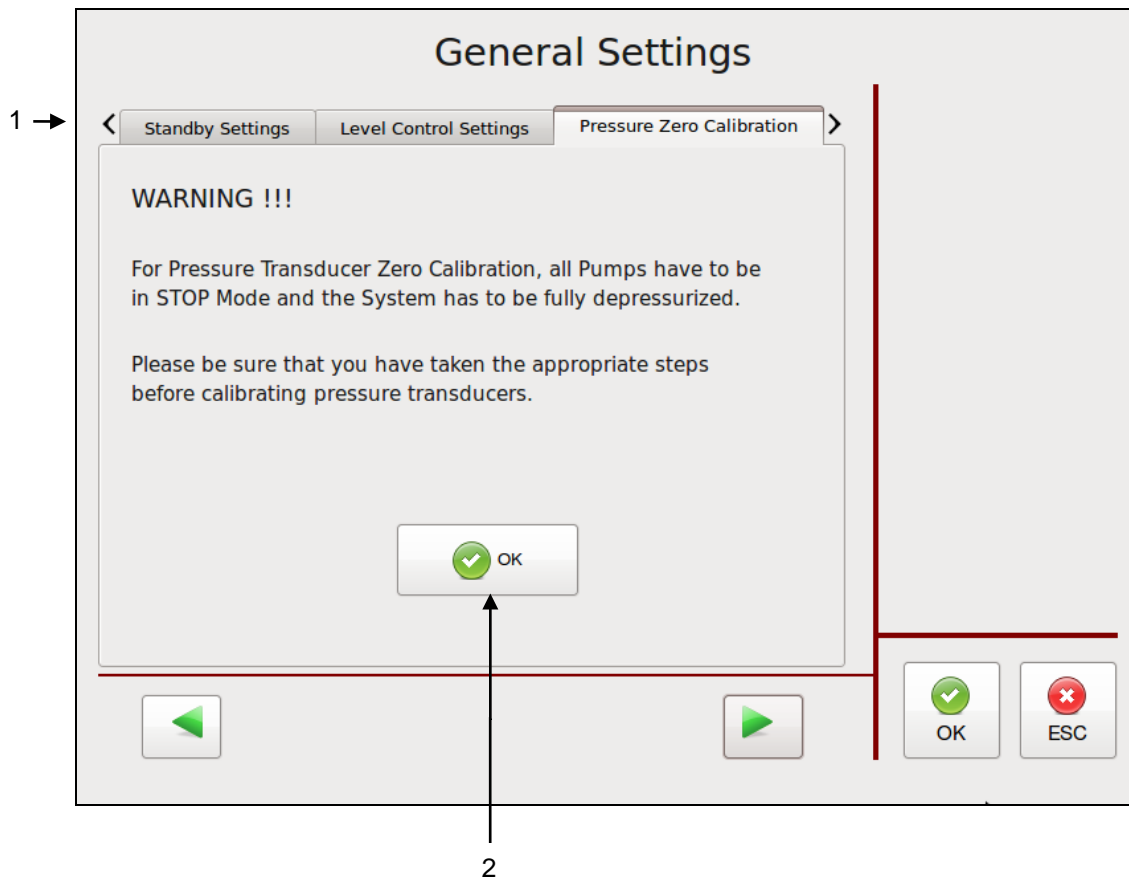 General Settings
1
Standby Settings Level Control Settings Pressure Zero Calibration
WARNING !!!
For Pressure Transducer Zero Calibration, all Pumps have to be
in STOP Mode and the System has to be fully depressurized.
Please be sure that you have taken the appropriate steps
before calibrating pressure transducers.
OK
OK ESC
2